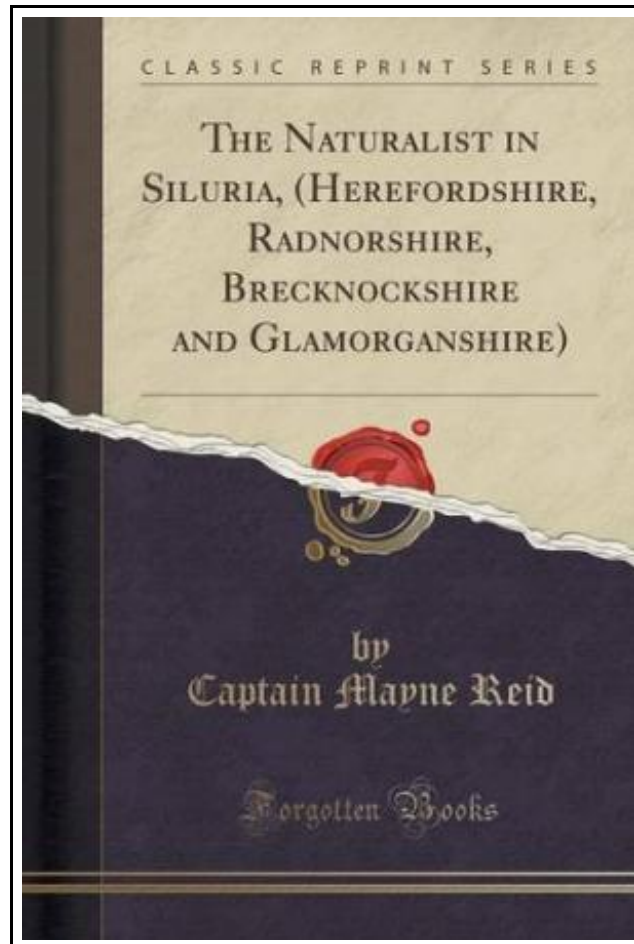 CLASSIC REPRINT SERIES
THE NATURALIST IN
SILURIA, (HEREFORDSHIRE,
RADNORSHIRE,
BRECKNOCKSHIRE
AND GLAMORGANSHIRE)
F
by
Captain Mayne Reid
Forgotten Books